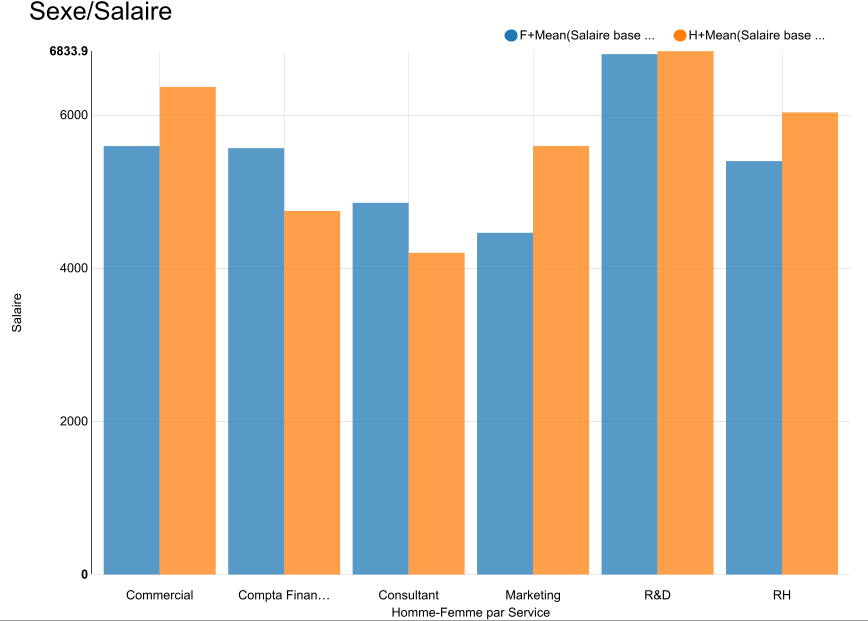 Sexe/Salaire
F+Mean(Salaire base ... H+Mean(Salaire base ...
6833.9
6000
4000
2000
0
Salaire
Commercial Compta Finan… Consultant Marketing R&D RH
Homme-Femme par Service